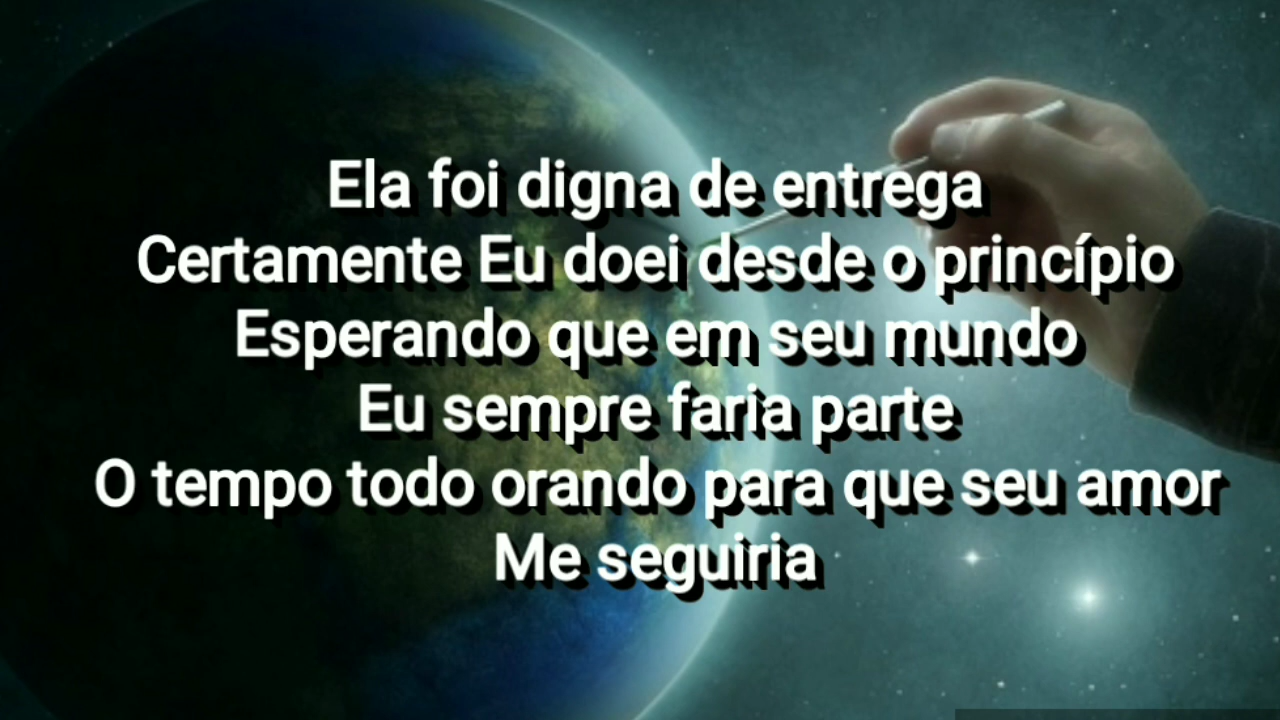 Ela foi digna de entrega
Certamente Eu doei desde o princípio
Esperando que em seu mundo
Eu sempre faria parte
O tempo todo orando para que seu amor
Me seguiria